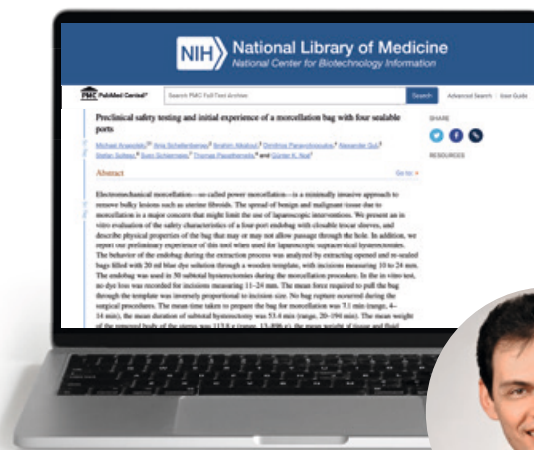 NIH National Library of Medicine
National Center for Biotechnology Information
PMC PubMed Central®
Search PMC Full-Text Archive
Search
Advanced Search
User Guide
Preclinical safety testing and initial experience of a morcellation bag with four sealable
ports
SHARE
RESOURCES
Abstract
Go to:
Electromechanical morcellation—so called power morcellation—is a minimally invasive approach to
remove bulky lesions such as uterine fibroids. The spread of benign and malignant tissue due to
morcellation is a major concern that might limit the use of laparoscopic interventions. We present an in
vitro evaluation of the safety characteristics of a four-port endobag with closable trocar sleeves, and
describe physical properties of the bag that may or may not allow passage through the hole. In addition, we
report our preliminary experience of this tool when used for laparoscopic supracervical hysterectomies.
The behavior of the endobag during the extraction process was analyzed by extracting opened and re-sealed
bags filled with 20 ml blue dye solution through a wooden template, with incisions measuring 10 to 24 mm.
The endobag was used in 50 subtotal hysterectomies during the morcellation procedure. In the in vitro test,
no dye loss was recorded for incisions measuring 11–24 mm. The mean force required to pull the bag
through the template was inversely proportional to incision size. No bag rupture occurred during the
surgical procedures. The mean time taken to prepare the bag for morcellation was 7.1 min (range, 4–
14 min), the mean duration of subtotal hysterectomy was 53.4 min (range, 20–194 min). The mean weight